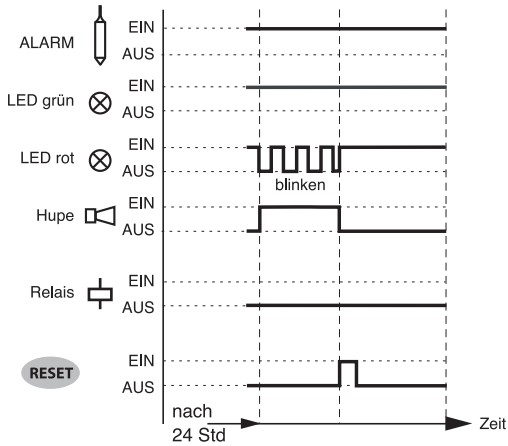 EIN
ALARM
AUS
EIN
LED grün
AUS
EIN
LED rot
AUS
blinken
EIN
Hupe
AUS
EIN
Relais
AUS
EIN
RESET
AUS
nach
24 Std
Zeit